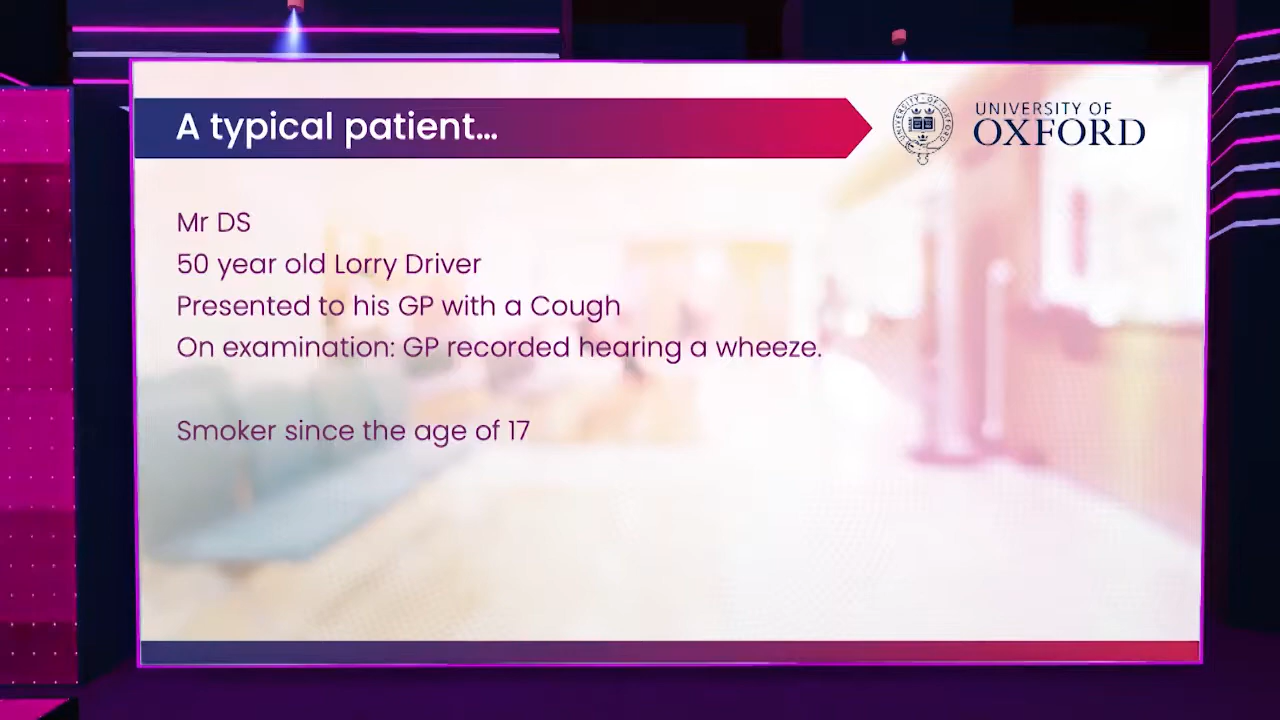 A typical patient...
UNIVERSITY OF
OXFORD
Mr DS
50 year old Lorry Driver
Presented to his GP with a Cough
On examination: GP recorded hearing a wheeze.
Smoker since the age of 17